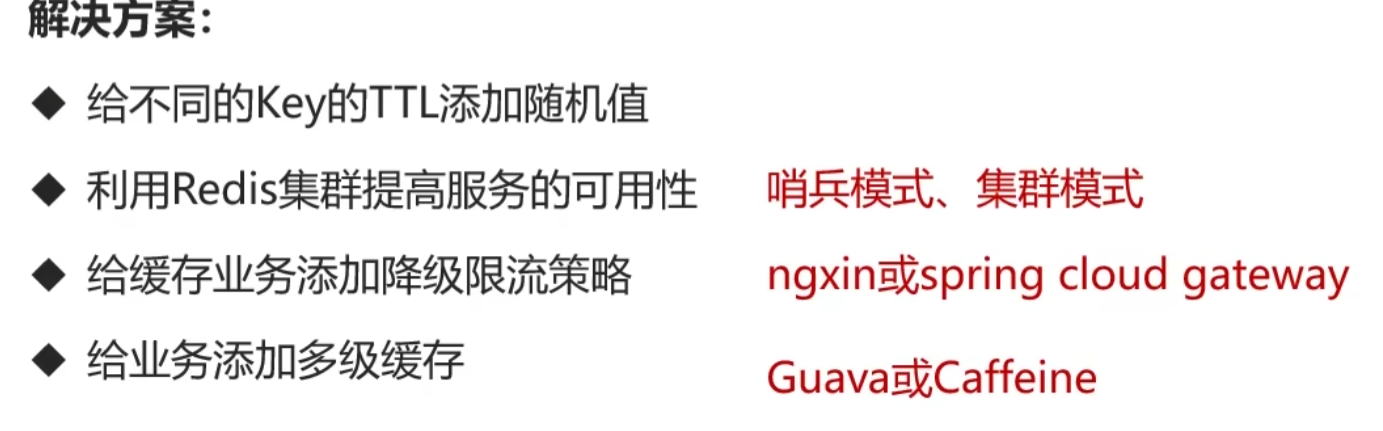 解决方案：
◆ 给不同的Key的TTL添加随机值
◆ 利用Redis集群提高服务的可用性 哨兵模式、集群模式
◆ 给缓存业务添加降级限流策略 ngxin或spring cloud gateway
◆ 给业务添加多级缓存 Guava或Caffeine